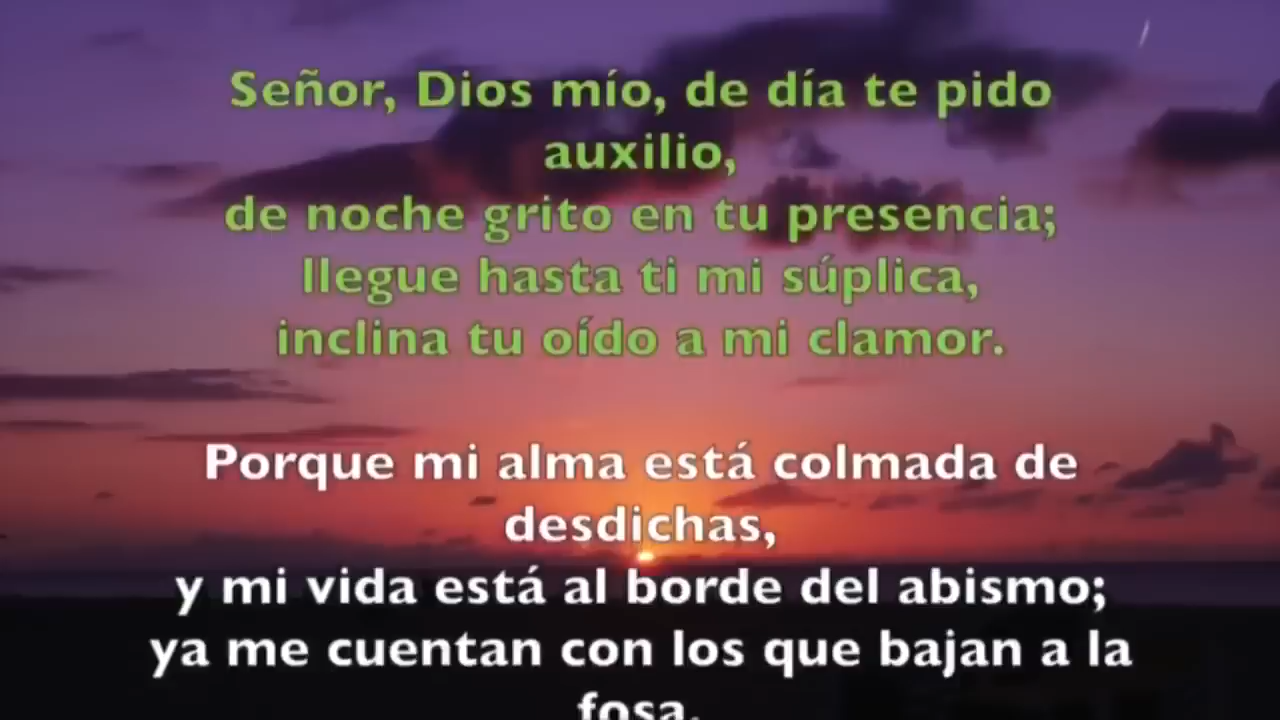 Señor, Dios mío, de día te pido
auxilio,
de noche grito en tu presencia;
llegue hasta ti mi súplica,
inclina tu oído a mi clamor.
Porque mi alma está colmada de
desdichas,
y mi vida está al borde del abismo;
ya me cuentan con los que bajan a la
fosa.